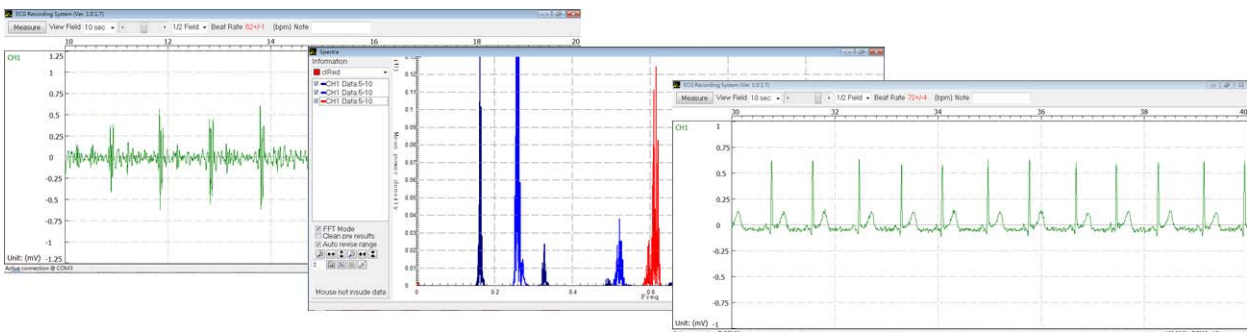 ECG Recording System (Ver. 1.0.1.7)
Measure View Field 10 sec 1/2 Field Beat Rate 62+/-1 (bpm) Note
10 12 16 18 20
CH1
1.25
1
0.75
0.5
0.25
0
-0.25
-0.5
-0.75
-1
Unit: (mV) -1.25
Active connection @ COM3
Spectra
Information
clRed
CH1 Data:5-10
CH1 Data:5-10
CH1 Data:5-10
FFT Mode
Clean pre results
Auto revise range
2
Mouse not insude data
Mean power density
0.12
0.11
0.1
0.09
0.08
0.07
0.06
0.05
0.04
0.03
0.02
0.01
0
0 0.2 0.4 0.6
Freq
ECG Recording System (Ver. 1.0.1.7)
Measure View Field 10 sec 1/2 Field Beat Rate 72+/-4 (bpm) Note
30 32 34 36 38 40
CH1
1
0.75
0.5
0.25
0
-0.25
-0.5
-0.75
Unit: (mV) -1